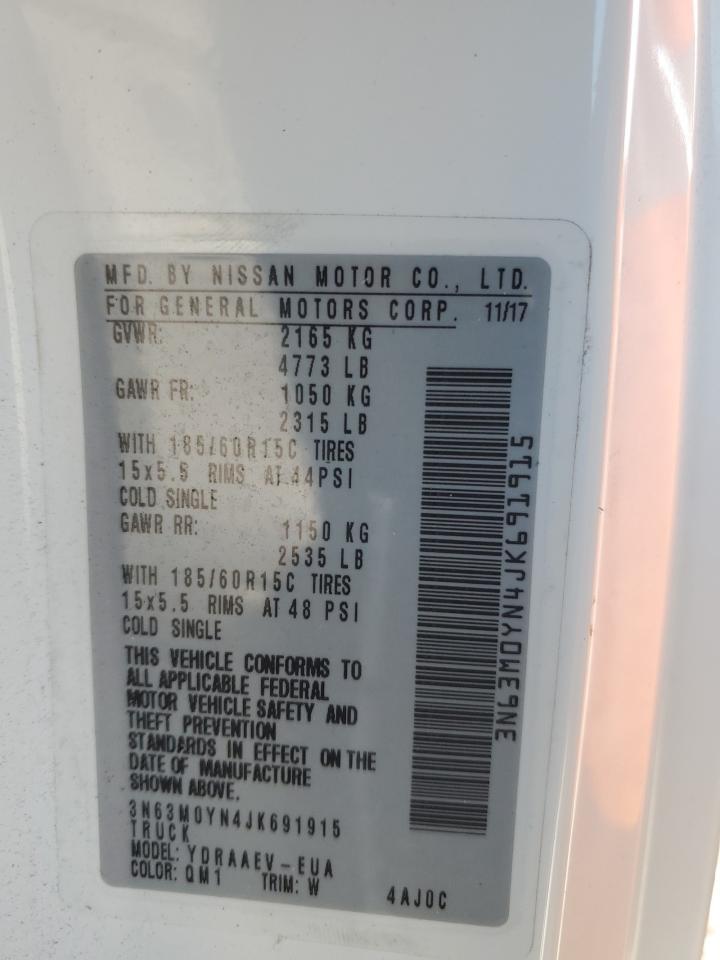 MFD. BY NISSAN MOTOR CO., LTD.
FOR GENERAL MOTORS CORP. 11/17
GVWR: 2165 KG
4773 LB
GAWR FR: 1050 KG
2315 LB
WITH 185/60R15C TIRES
15x5.5 RIMS AT 44PSI
COLD SINGLE
GAWR RR: 1150 KG
2535 LB
WITH 185/60R15C TIRES
15x5.5 RIMS AT 48 PSI
COLD SINGLE
THIS VEHICLE CONFORMS TO
ALL APPLICABLE FEDERAL
MOTOR VEHICLE SAFETY AND
THEFT PREVENTION
STANDARDS IN EFFECT ON THE
DATE OF MANUFACTURE
SHOWN ABOVE.
3N63M0YN4JK691915
TRUCK
MODEL: YDRAAEV-EUA
COLOR: QM1 TRIM: W 4AJ0C
3N63M0YN4JK691915